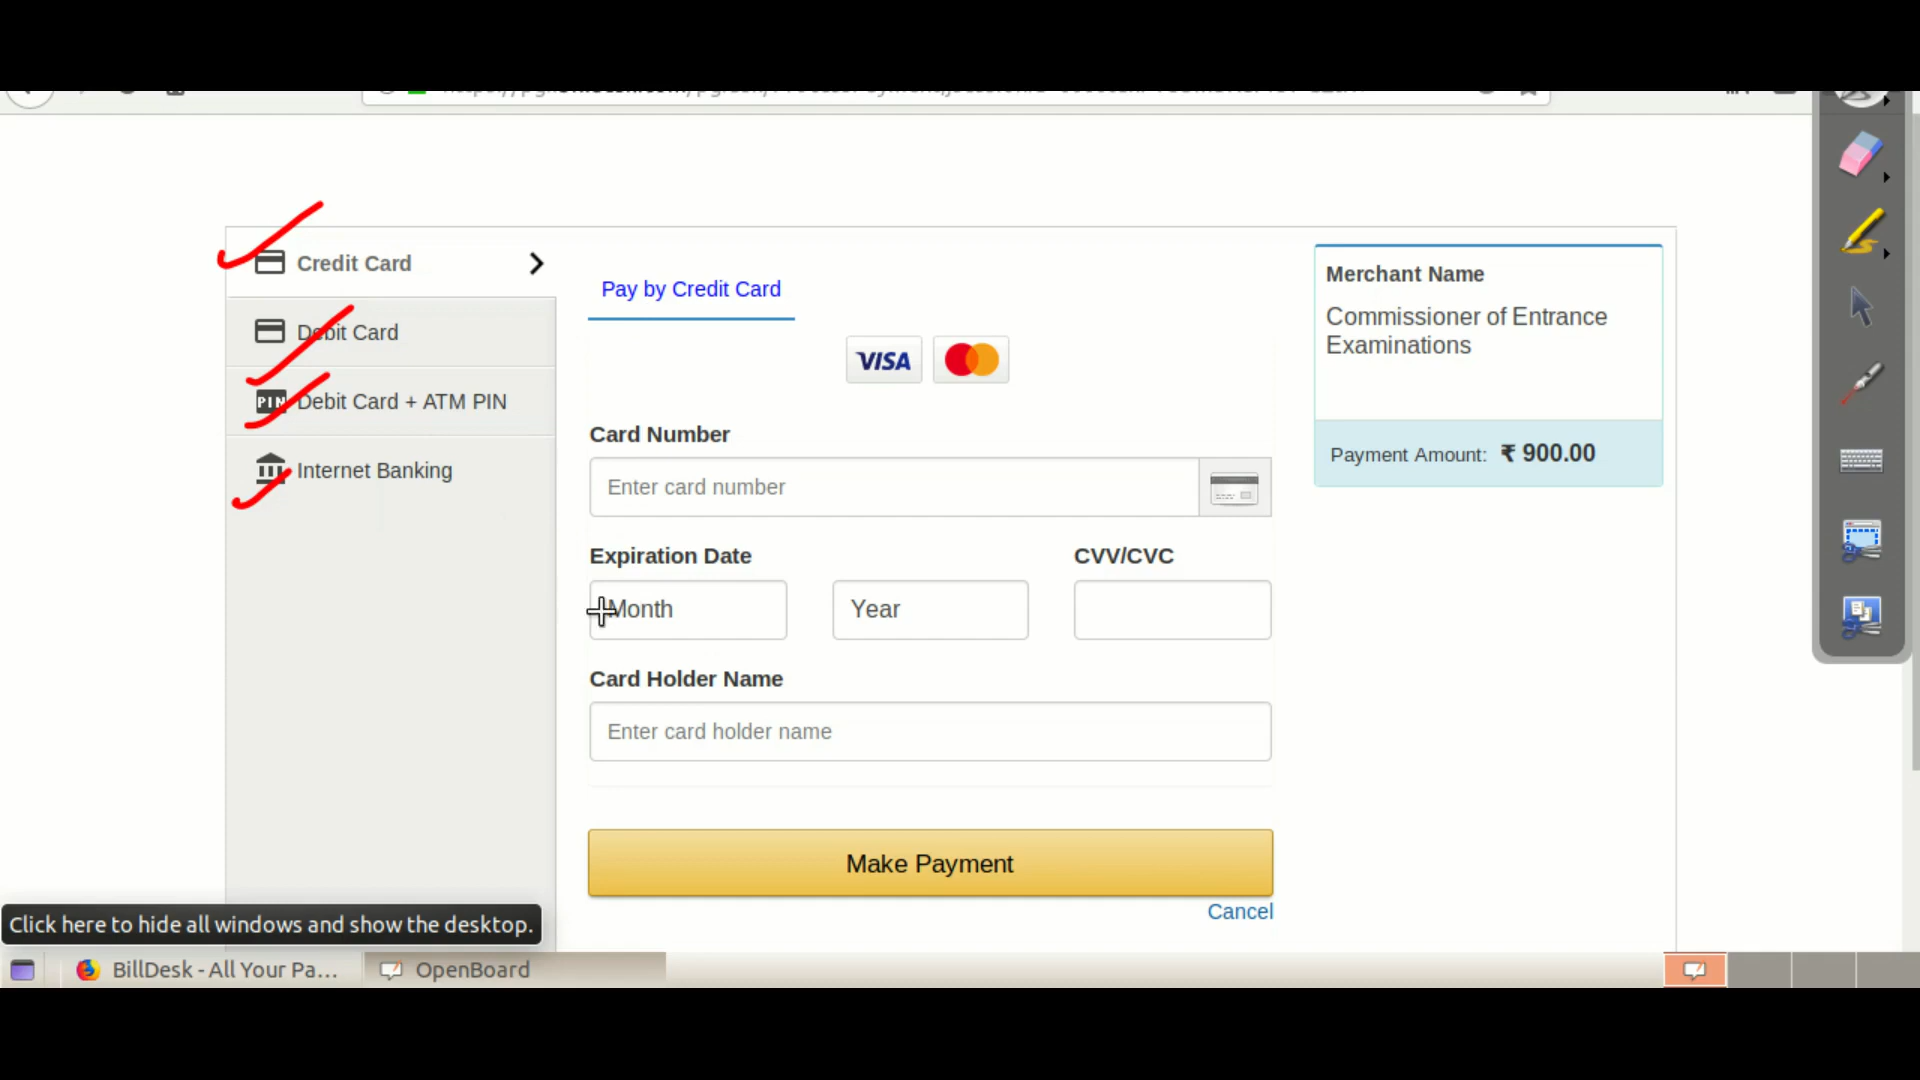 Credit Card
Debit Card
PIN Debit Card + ATM PIN
Internet Banking
Pay by Credit Card
VISA
Card Number
Enter card number
Expiration Date
CVV/CVC
Month
Year
Card Holder Name
Enter card holder name
Make Payment
Cancel
Merchant Name
Commissioner of Entrance
Examinations
Payment Amount: ₹ 900.00
Click here to hide all windows and show the desktop.
BillDesk - All Your Pa...
OpenBoard